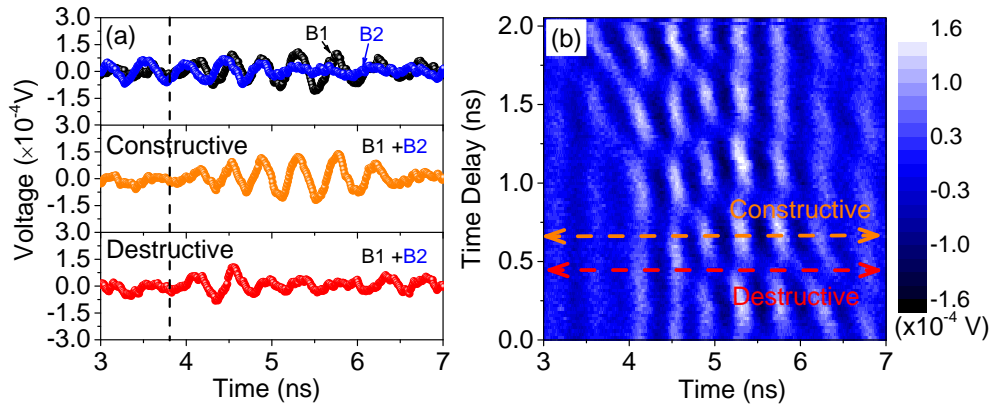 (a)
B1
B2
3.0
1.5
0.0
-1.5
3.0
Constructive
B1 +B2
1.5
0.0
-1.5
3.0
Destructive
B1 +B2
1.5
0.0
-1.5
-3.0
3 4 5 6 7
Time (ns)
Voltage (×10⁻⁴V)
(b)
2.0
1.5
1.0
0.5
0.0
Time Delay (ns)
Constructive
Destructive
3 4 5 6 7
Time (ns)
1.6
1.0
0.3
-0.3
-1.0
-1.6
(x10⁻⁴ V)